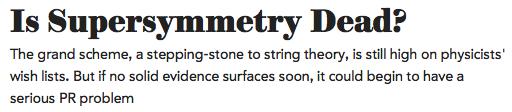 Is Supersymmetry Dead?
The grand scheme, a stepping-stone to string theory, is still high on physicists'
wish lists. But if no solid evidence surfaces soon, it could begin to have a
serious PR problem